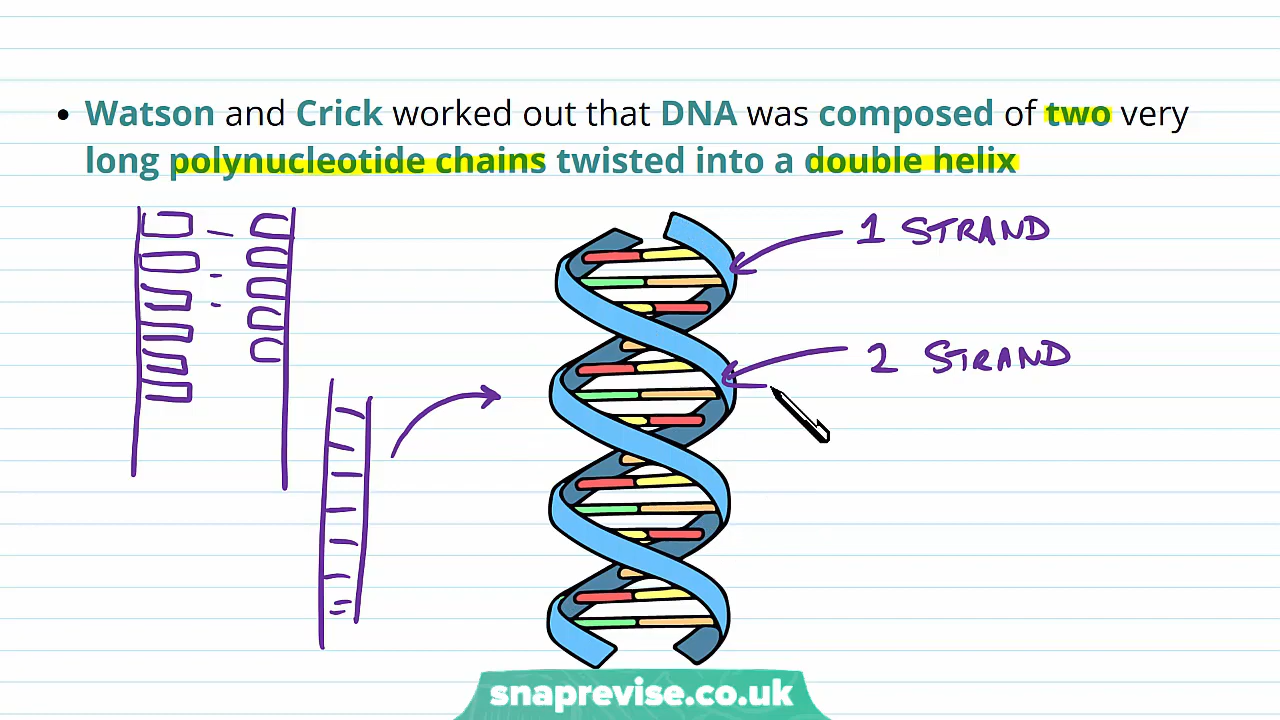 • Watson and Crick worked out that DNA was composed of two very
long polynucleotide chains twisted into a double helix
1 STRAND
2 STRAND
snaprevise.co.uk